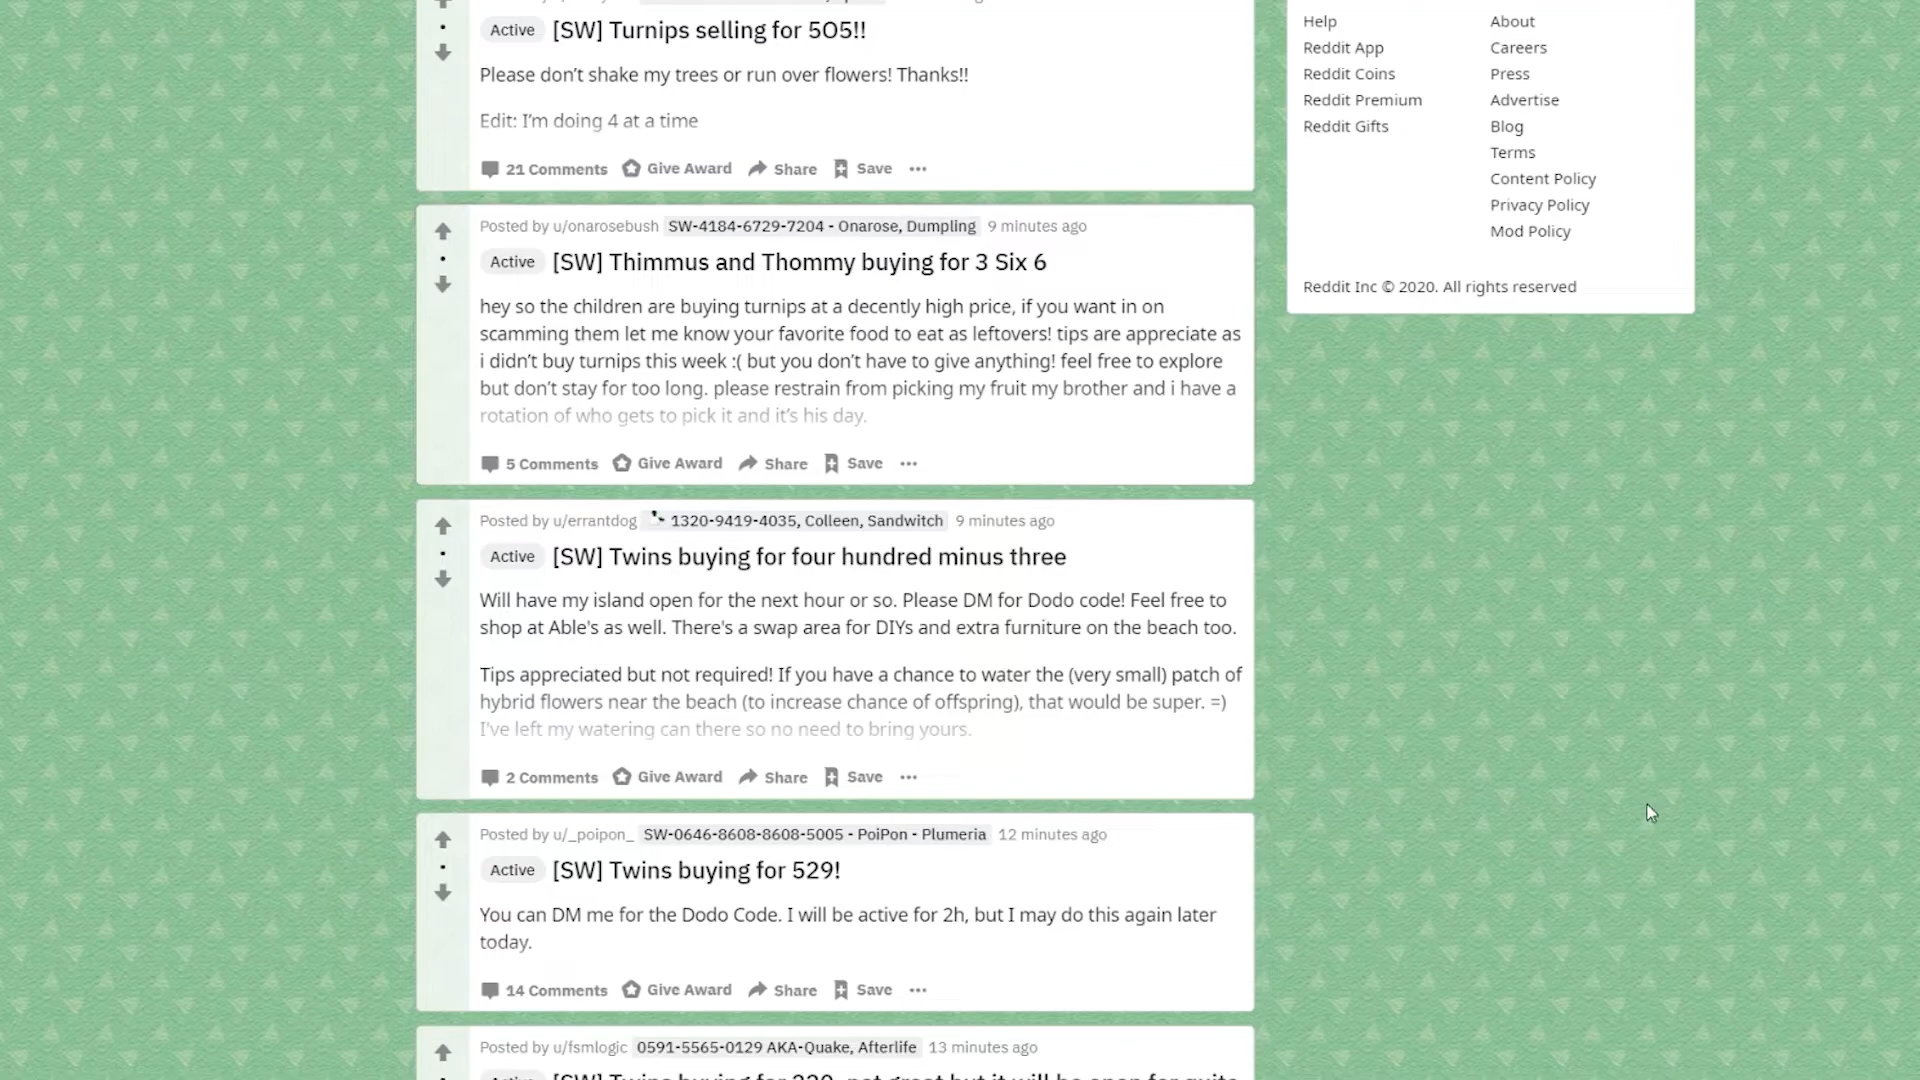 Active [SW] Turnips selling for 5O5!!
Please don’t shake my trees or run over flowers! Thanks!!
Edit: I’m doing 4 at a time
21 Comments Give Award Share Save
Posted by u/onarosebush SW-4184-6729-7204 - Onarose, Dumpling 9 minutes ago
Active [SW] Thimmus and Thommy buying for 3 Six 6
hey so the children are buying turnips at a decently high price, if you want in on
scamming them let me know your favorite food to eat as leftovers! tips are appreciate as
i didn’t buy turnips this week :( but you don’t have to give anything! feel free to explore
but don’t stay for too long. please restrain from picking my fruit my brother and i have a
rotation of who gets to pick it and it’s his day.
5 Comments Give Award Share Save
Posted by u/errantdog 1320-9419-4035, Colleen, Sandwitch 9 minutes ago
Active [SW] Twins buying for four hundred minus three
Will have my island open for the next hour or so. Please DM for Dodo code! Feel free to
shop at Able's as well. There's a swap area for DIYs and extra furniture on the beach too.
Tips appreciated but not required! If you have a chance to water the (very small) patch of
hybrid flowers near the beach (to increase chance of offspring), that would be super. =)
I've left my watering can there so no need to bring yours.
2 Comments Give Award Share Save
Posted by u/_poipon_ SW-0646-8608-8608-5005 - PoiPon - Plumeria 12 minutes ago
Active [SW] Twins buying for 529!
You can DM me for the Dodo Code. I will be active for 2h, but I may do this again later
today.
14 Comments Give Award Share Save
Posted by u/fsmlogic 0591-5565-0129 AKA-Quake, Afterlife 13 minutes ago
Help
Reddit App
Reddit Coins
Reddit Premium
Reddit Gifts
About
Careers
Press
Advertise
Blog
Terms
Content Policy
Privacy Policy
Mod Policy
Reddit Inc © 2020. All rights reserved